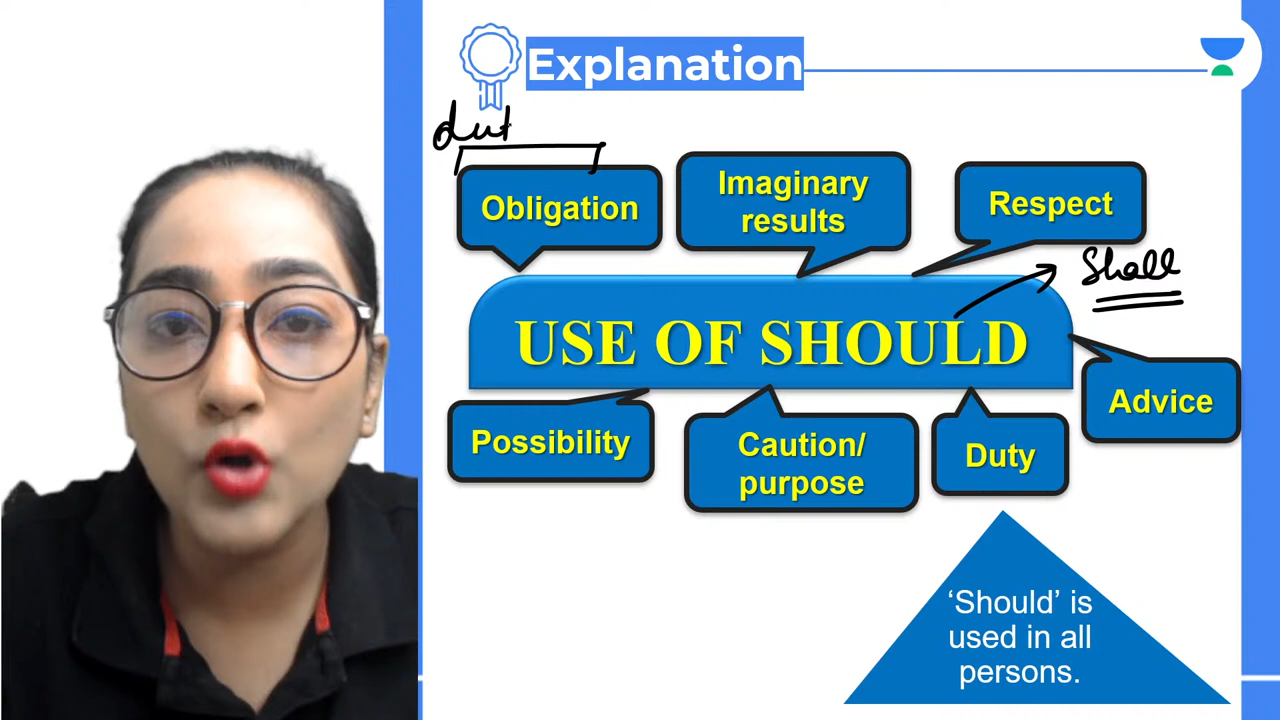 Explanation
dut
Obligation
Imaginary
results
Respect
Shall
USE OF SHOULD
Advice
Possibility
Caution/
purpose
Duty
‘Should’ is
used in all
persons.